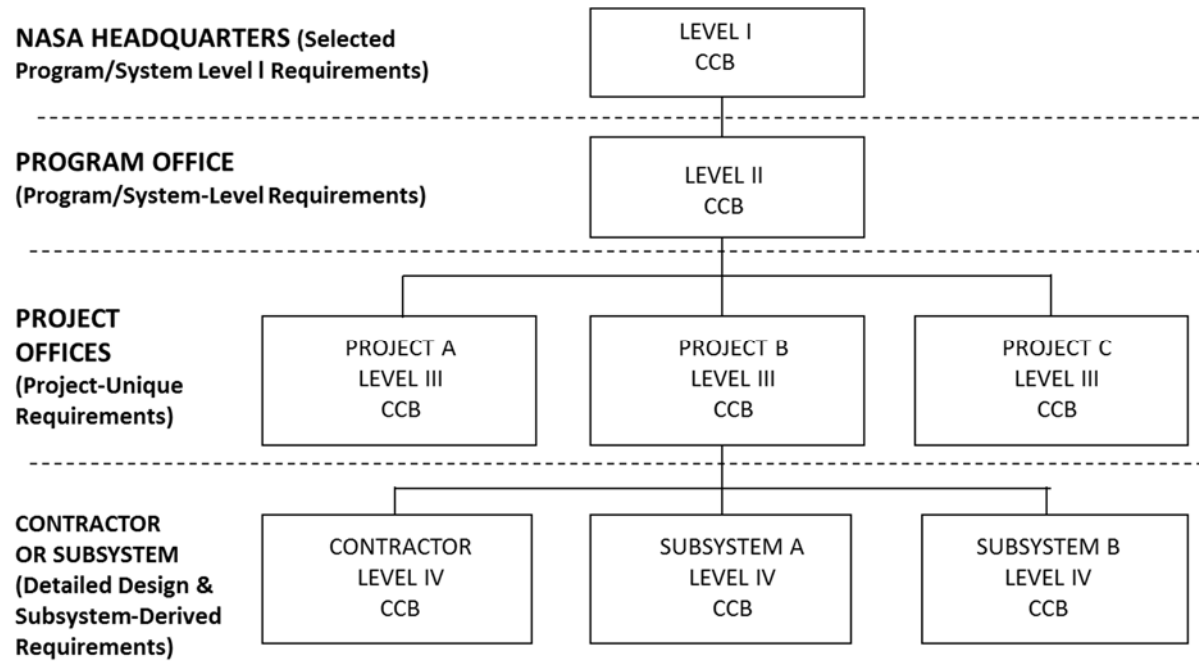 NASA HEADQUARTERS (Selected
Program/System Level I Requirements)
LEVEL I
CCB
PROGRAM OFFICE
(Program/System-Level Requirements)
LEVEL II
CCB
PROJECT
OFFICES
(Project-Unique
Requirements)
PROJECT A
LEVEL III
CCB
PROJECT B
LEVEL III
CCB
PROJECT C
LEVEL III
CCB
CONTRACTOR
OR SUBSYSTEM
(Detailed Design &
Subsystem-Derived
Requirements)
CONTRACTOR
LEVEL IV
CCB
SUBSYSTEM A
LEVEL IV
CCB
SUBSYSTEM B
LEVEL IV
CCB